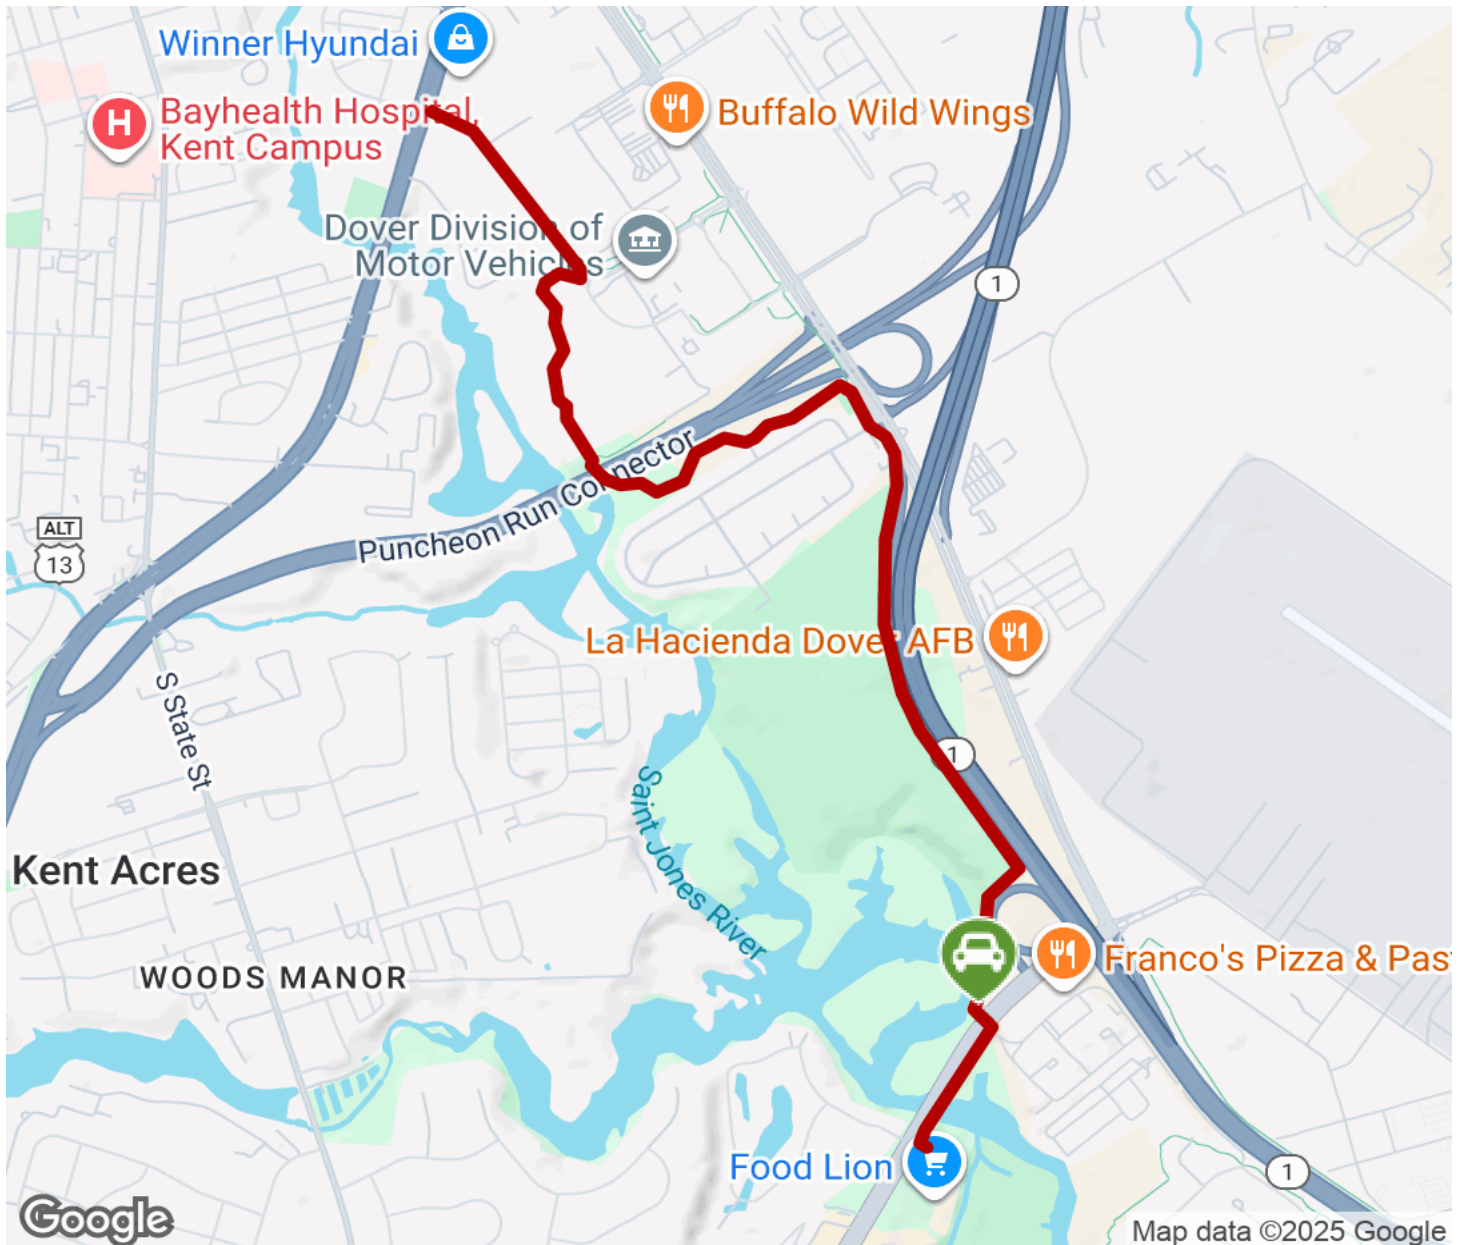 Winner Hyundai
Bayhealth Hospital,
Kent Campus
H
Buffalo Wild Wings
Dover Division of
Motor Vehicles
1
Puncheon Run Connector
ALT
13
La Hacienda Dover AFB
S State St
1
Saint Jones River
Kent Acres
WOODS MANOR
Franco's Pizza & Past
Food Lion
1
Google
Map data ©2025 Google